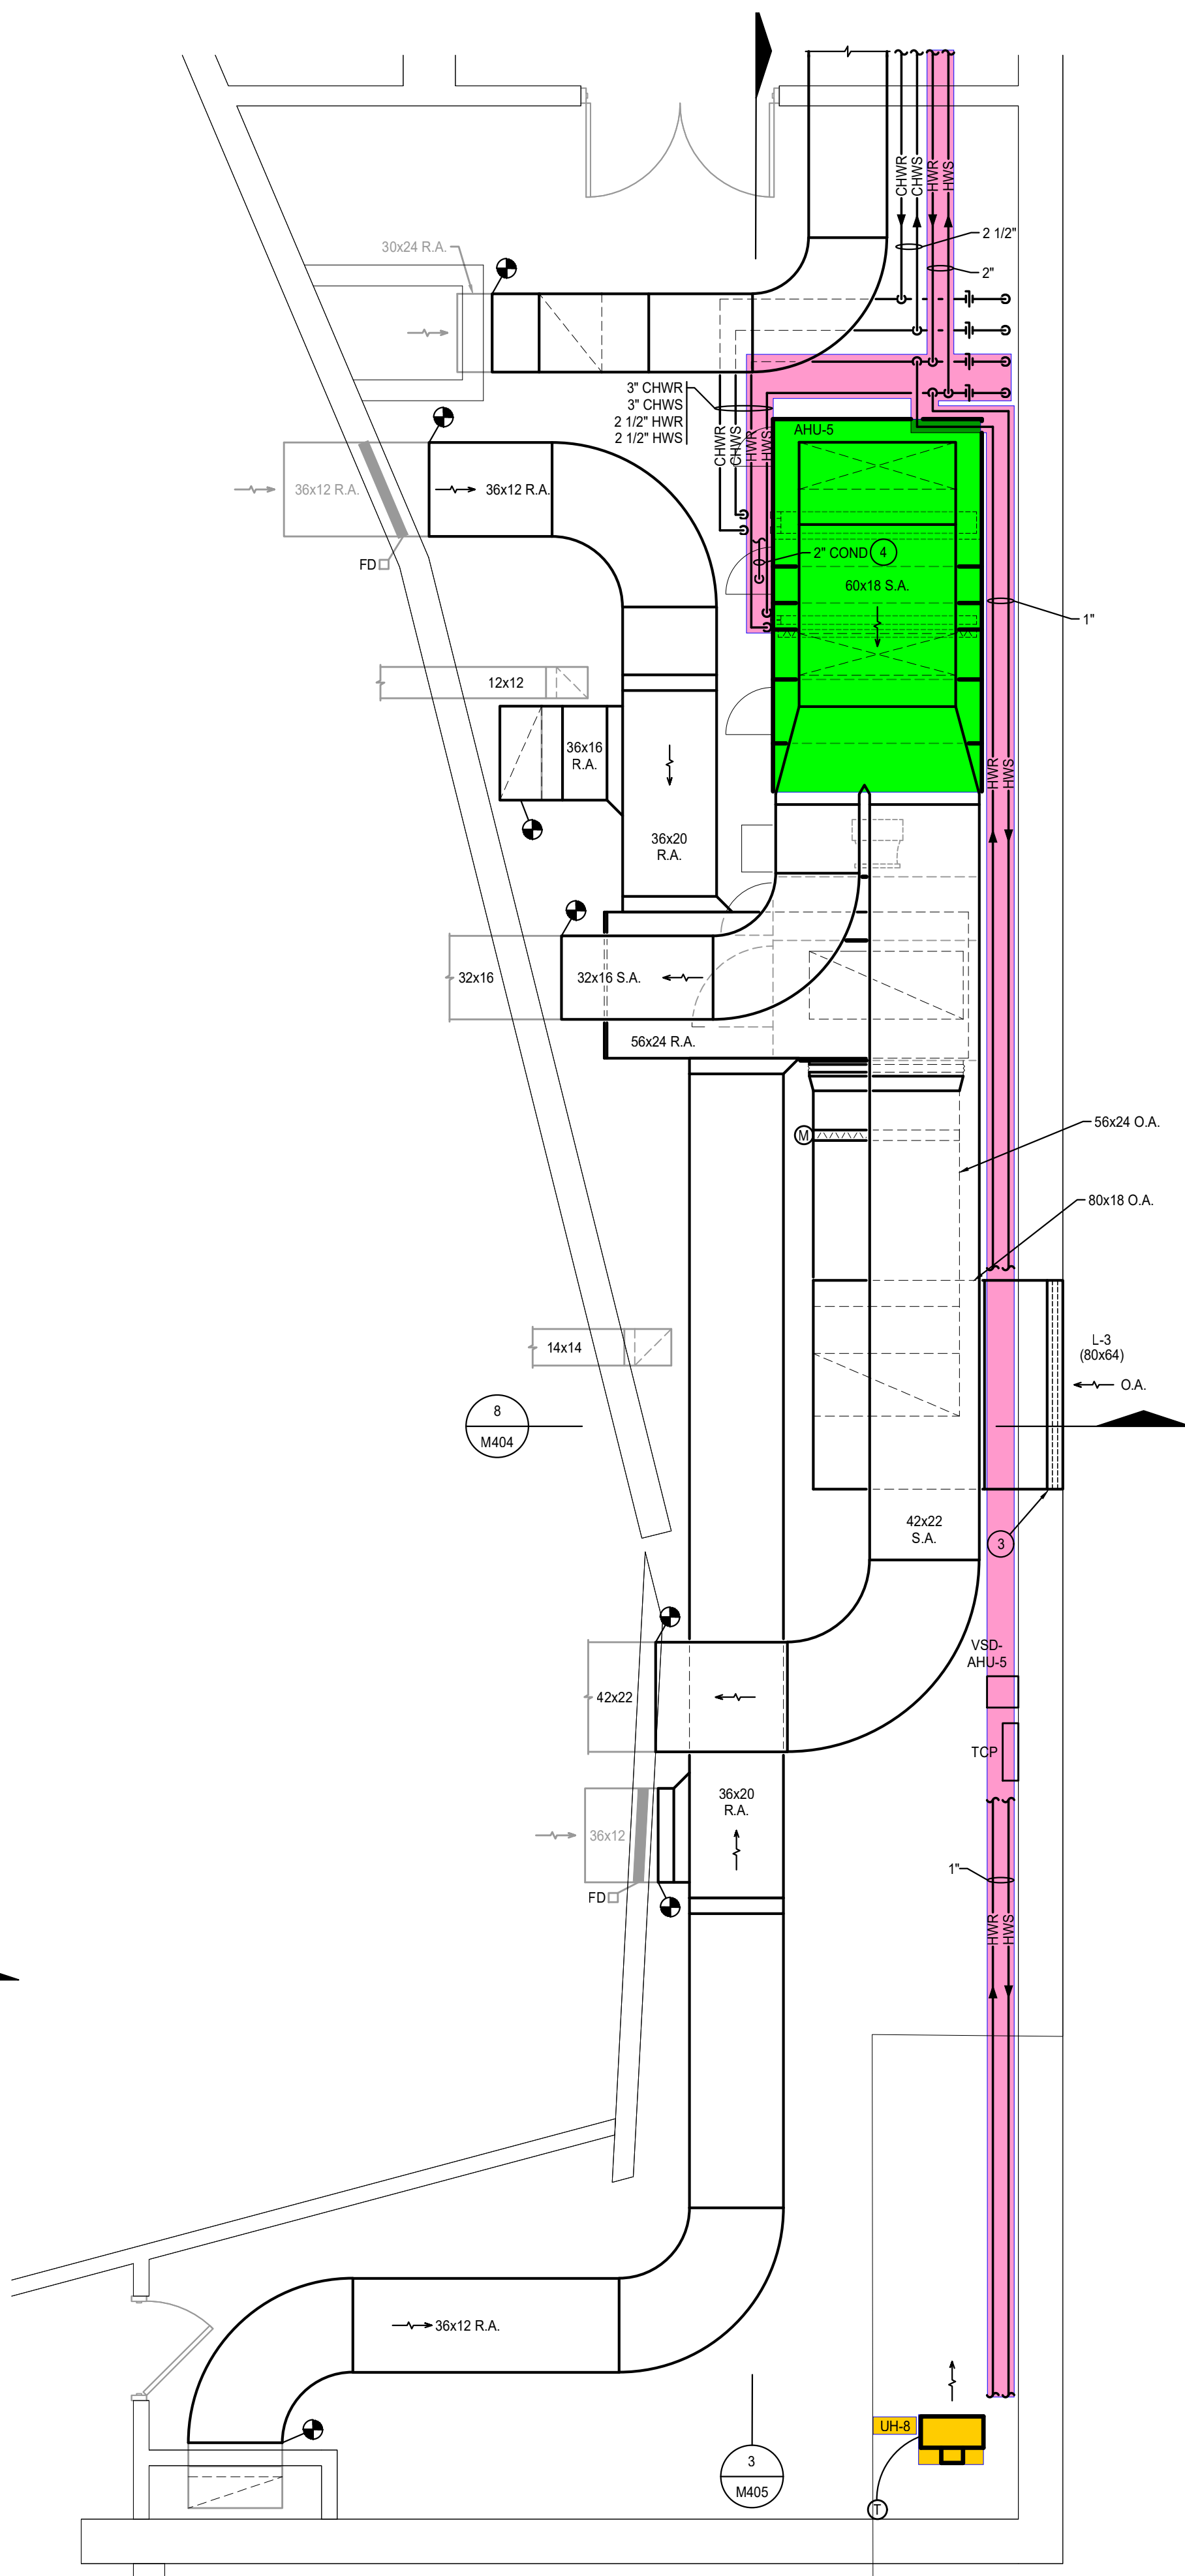 CHWR
CHWS
HWR
HWS
30x24 R.A.
2 1/2"
2"
3" CHWR
3" CHWS
2 1/2" HWR
2 1/2" HWS
CHWR
CHWS
HWR
HWS
AHU-5
36x12 R.A.
36x12 R.A.
FD
2" COND
4
60x18 S.A.
1"
12x12
36x16
R.A.
HWR
HWS
36x20
R.A.
32x16
32x16 S.A.
56x24 R.A.
M
56x24 O.A.
80x18 O.A.
14x14
L-3
(80x64)
O.A.
8
M404
42x22
S.A.
3
VSD-
AHU-5
42x22
TCP
36x20
R.A.
36x12
FD
1"
HWR
HWS
36x12 R.A.
UH-8
3
M405
T